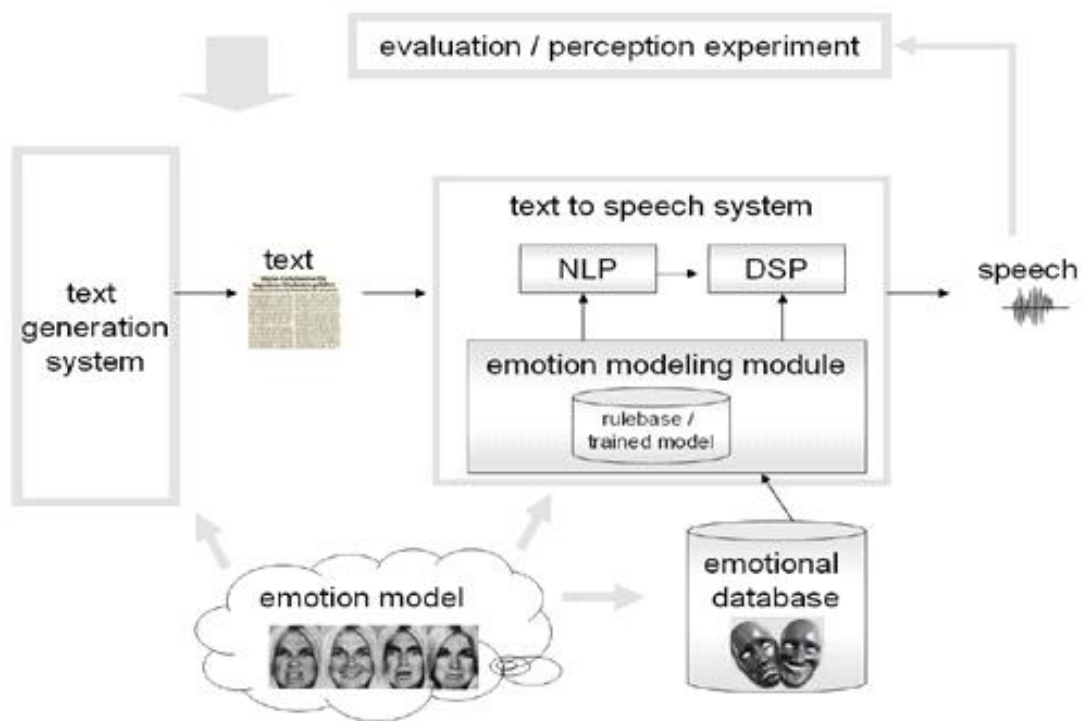 evaluation / perception experiment
text to speech system
NLP
DSP
text
speech
text
generation
system
emotion modeling module
rulebase /
trained model
emotion model
emotional
database